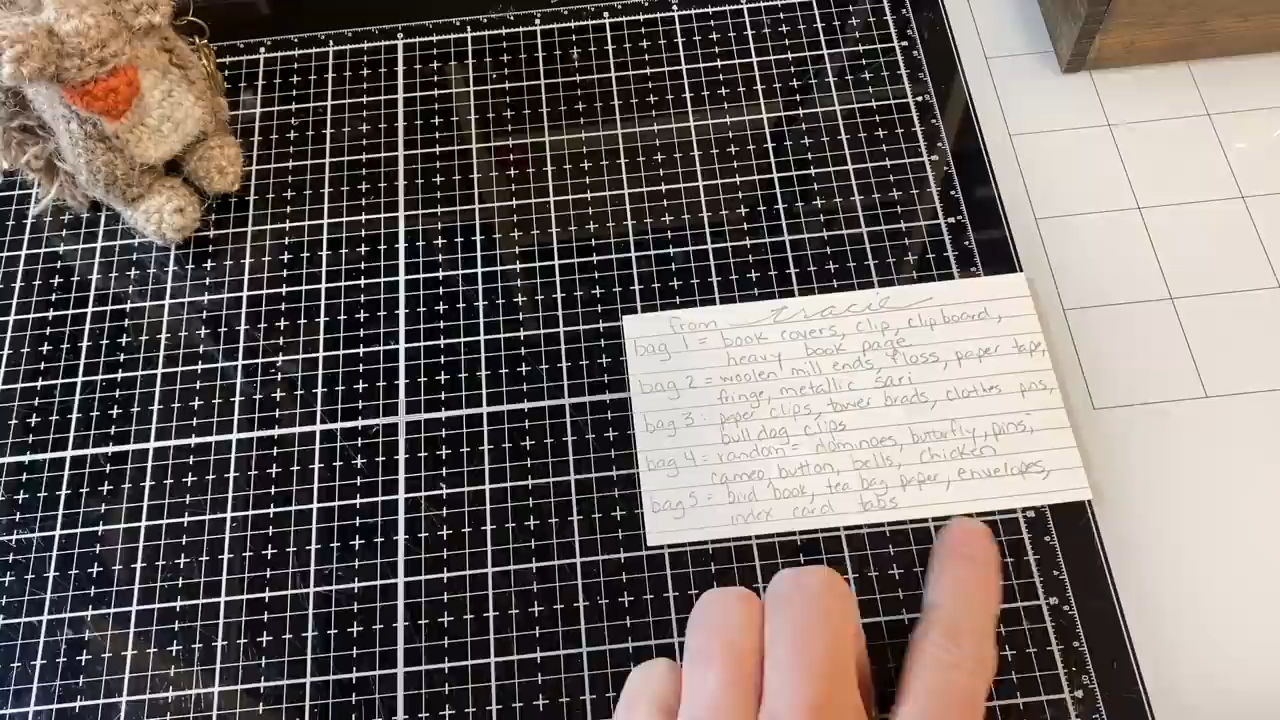 from tracie
bag 1 = book covers, clip, clipboard,
heavy book page
bag 2 = woolen mill ends, floss, paper tape,
fringe, metallic sari
bag 3 = paper clips, tower brads, clothes pns,
bull dog clips
bag 4 = random = dominoes, butterfly, pins,
cameo, button, bells, chicken
bag 5 = bird book, tea bag paper, envelopes,
index card tabs